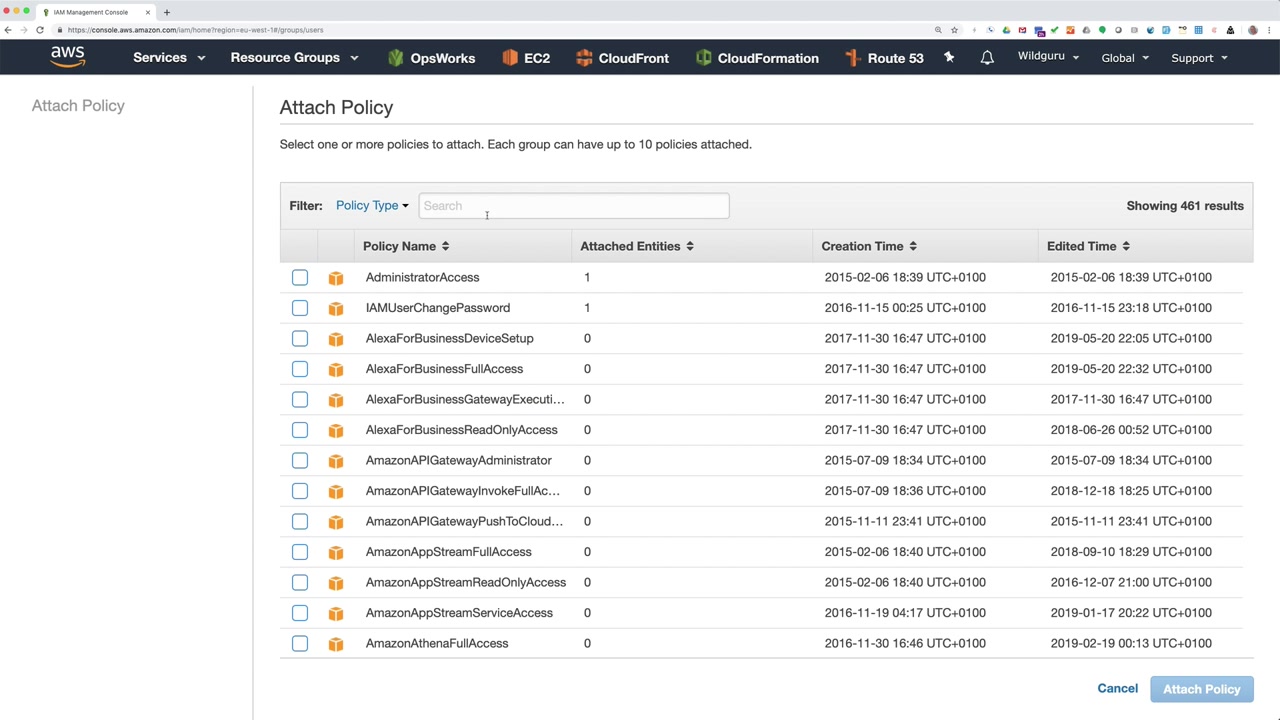 IAM Management Console
https://console.aws.amazon.com/iam/home?region=eu-west-1#/groups/users
aws Services Resource Groups OpsWorks EC2 CloudFront CloudFormation Route 53 Wildguru Global Support
Attach Policy
Attach Policy
Select one or more policies to attach. Each group can have up to 10 policies attached.
Filter: Policy Type Search Showing 461 results
Policy Name Attached Entities Creation Time Edited Time
AdministratorAccess 1 2015-02-06 18:39 UTC+0100 2015-02-06 18:39 UTC+0100
IAMUserChangePassword 1 2016-11-15 00:25 UTC+0100 2016-11-15 23:18 UTC+0100
AlexaForBusinessDeviceSetup 0 2017-11-30 16:47 UTC+0100 2019-05-20 22:05 UTC+0100
AlexaForBusinessFullAccess 0 2017-11-30 16:47 UTC+0100 2019-05-20 22:32 UTC+0100
AlexaForBusinessGatewayExecuti... 0 2017-11-30 16:47 UTC+0100 2017-11-30 16:47 UTC+0100
AlexaForBusinessReadOnlyAccess 0 2017-11-30 16:47 UTC+0100 2018-06-26 00:52 UTC+0100
AmazonAPIGatewayAdministrator 0 2015-07-09 18:34 UTC+0100 2015-07-09 18:34 UTC+0100
AmazonAPIGatewayInvokeFullAc... 0 2015-07-09 18:36 UTC+0100 2018-12-18 18:25 UTC+0100
AmazonAPIGatewayPushToCloud... 0 2015-11-11 23:41 UTC+0100 2015-11-11 23:41 UTC+0100
AmazonAppStreamFullAccess 0 2015-02-06 18:40 UTC+0100 2018-09-10 18:29 UTC+0100
AmazonAppStreamReadOnlyAccess 0 2015-02-06 18:40 UTC+0100 2016-12-07 21:00 UTC+0100
AmazonAppStreamServiceAccess 0 2016-11-19 04:17 UTC+0100 2019-01-17 20:22 UTC+0100
AmazonAthenaFullAccess 0 2016-11-30 16:46 UTC+0100 2019-02-19 00:13 UTC+0100
Cancel Attach Policy